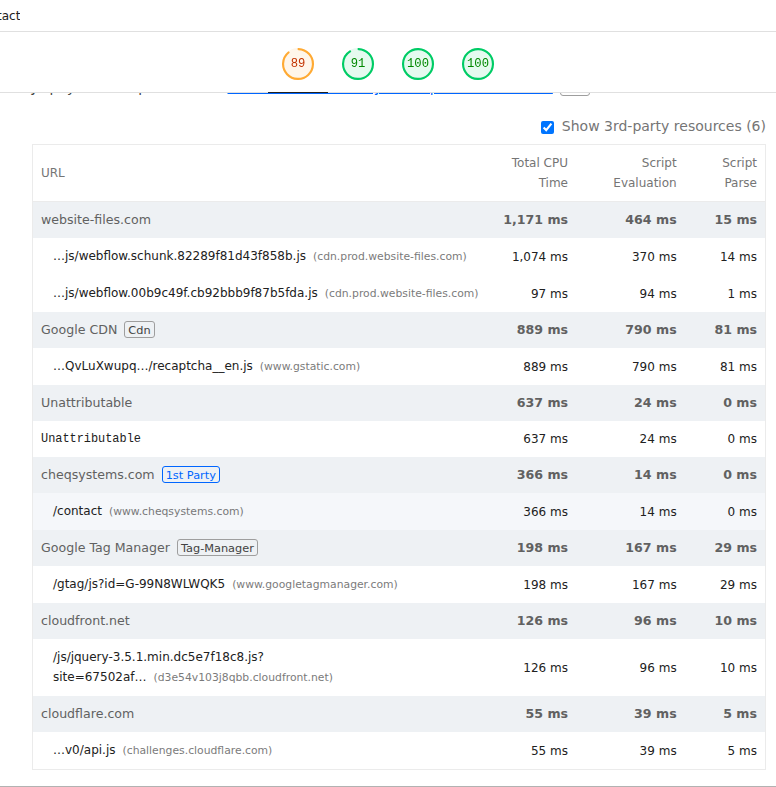 tact
89 91 100 100
Show 3rd-party resources (6)
URL Total CPU Time Script Evaluation Script Parse
website-files.com 1,171 ms 464 ms 15 ms
…js/webflow.schunk.82289f81d43f858b.js (cdn.prod.website-files.com) 1,074 ms 370 ms 14 ms
…js/webflow.00b9c49f.cb92bbb9f87b5fda.js (cdn.prod.website-files.com) 97 ms 94 ms 1 ms
Google CDN Cdn 889 ms 790 ms 81 ms
…QvLuXwupq…/recaptcha__en.js (www.gstatic.com) 889 ms 790 ms 81 ms
Unattributable 637 ms 24 ms 0 ms
Unattributable 637 ms 24 ms 0 ms
cheqsystems.com 1st Party 366 ms 14 ms 0 ms
/contact (www.cheqsystems.com) 366 ms 14 ms 0 ms
Google Tag Manager Tag-Manager 198 ms 167 ms 29 ms
/gtag/js?id=G-99N8WLWQK5 (www.googletagmanager.com) 198 ms 167 ms 29 ms
cloudfront.net 126 ms 96 ms 10 ms
/js/jquery-3.5.1.min.dc5e7f18c8.js?
site=67502af… (d3e54v103j8qbb.cloudfront.net) 126 ms 96 ms 10 ms
cloudflare.com 55 ms 39 ms 5 ms
…v0/api.js (challenges.cloudflare.com) 55 ms 39 ms 5 ms